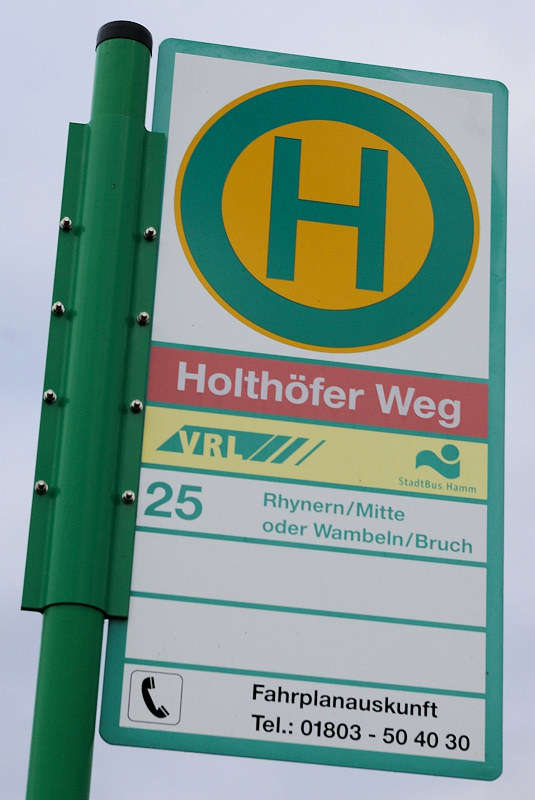 H
Holthöfer Weg
VRL
StadtBus Hamm
25 Rhynern/Mitte
oder Wambeln/Bruch
Fahrplanauskunft
Tel.: 01803 - 50 40 30